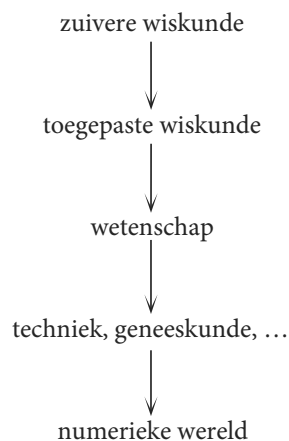 zuivere wiskunde
toegepaste wiskunde
wetenschap
techniek, geneeskunde, …
numerieke wereld